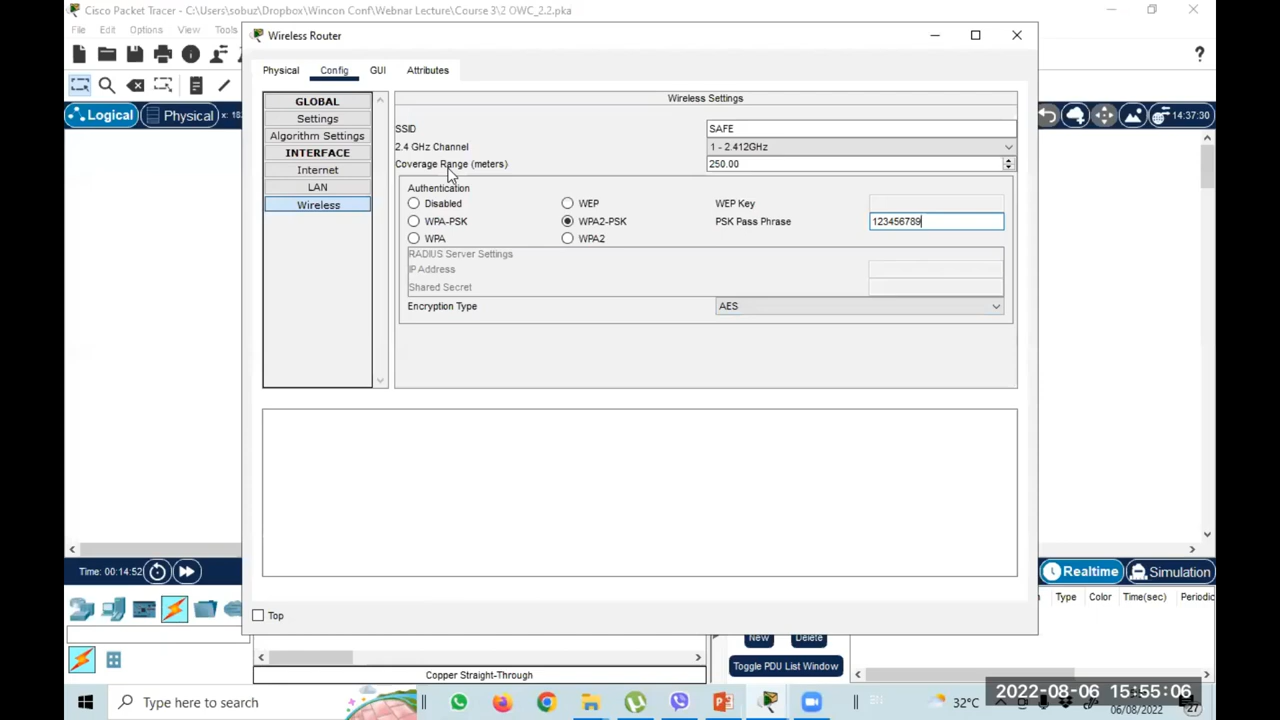 Cisco Packet Tracer - C:\Users\sobuz\Dropbox\Wincon Conf\Webnar Lecture\Course 3\2 OWC_2.2.pka
File Edit Options View Tools
Wireless Router
Physical Config GUI Attributes
?
Logical Physical x: 18
14:37:30
GLOBAL
Settings
Algorithm Settings
INTERFACE
Internet
LAN
Wireless
Wireless Settings
SSID SAFE
2.4 GHz Channel 1 - 2.412GHz
Coverage Range (meters) 250.00
Authentication
Disabled WEP WEP Key
WPA-PSK WPA2-PSK PSK Pass Phrase 123456789
WPA WPA2
RADIUS Server Settings
IP Address
Shared Secret
Encryption Type AES
Time: 00:14:52
Realtime Simulation
Type Color Time(sec) Periodic
Top
New Delete
Toggle PDU List Window
Copper Straight-Through
Type here to search
32°C
2022-08-06 15:55:06
06/08/2022
27